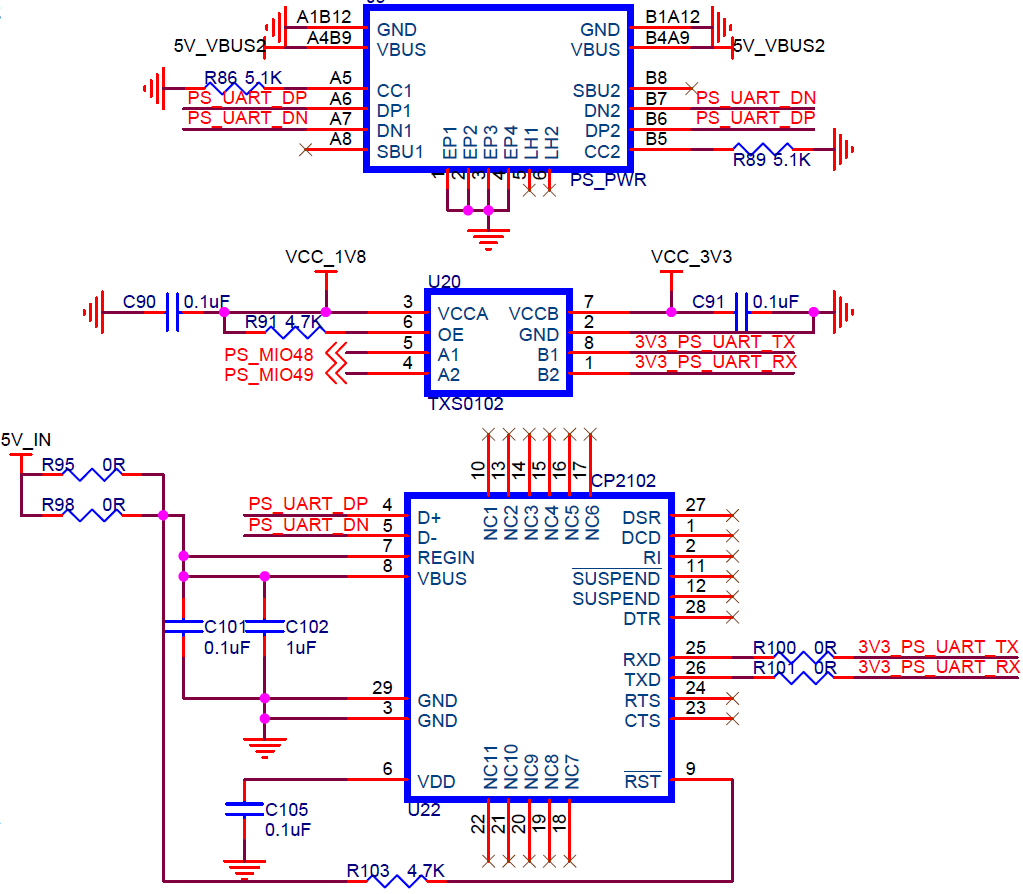 A1B12 GND GND B1A12
5V_VBUS2 A4B9 VBUS VBUS B4A9 5V_VBUS2
R86 5.1K A5 CC1 SBU2 B8
PS_UART_DP A6 DP1 DN2 B7 PS_UART_DN
PS_UART_DN A7 DN1 DP2 B6 PS_UART_DP
A8 SBU1 CC2 B5 R89 5.1K
EP1 EP2 EP3 EP4 LH1 LH2
1 2 3 4 5 6 PS_PWR
VCC_1V8 VCC_3V3
U20
C90 0.1uF 3 VCCA VCCB 7 C91 0.1uF
R91 4.7K 6 OE GND 2
PS_MIO48 5 A1 B1 8 3V3_PS_UART_TX
PS_MIO49 4 A2 B2 1 3V3_PS_UART_RX
TXS0102
5V_IN
R95 0R
R98 0R
10 13 14 15 16 17 CP2102
NC1 NC2 NC3 NC4 NC5 NC6
PS_UART_DP 4 D+ DSR 27
PS_UART_DN 5 D- DCD 1
7 REGIN RI 2
8 VBUS SUSPEND 11
SUSPEND 12
DTR 28
C101 0.1uF C102 1uF
RXD 25 R100 0R 3V3_PS_UART_TX
TXD 26 R101 0R 3V3_PS_UART_RX
29 GND RTS 24
3 GND CTS 23
6 VDD RST 9
NC11 NC10 NC9 NC8 NC7
C105 0.1uF
U22
22 21 20 19 18
R103 4.7K